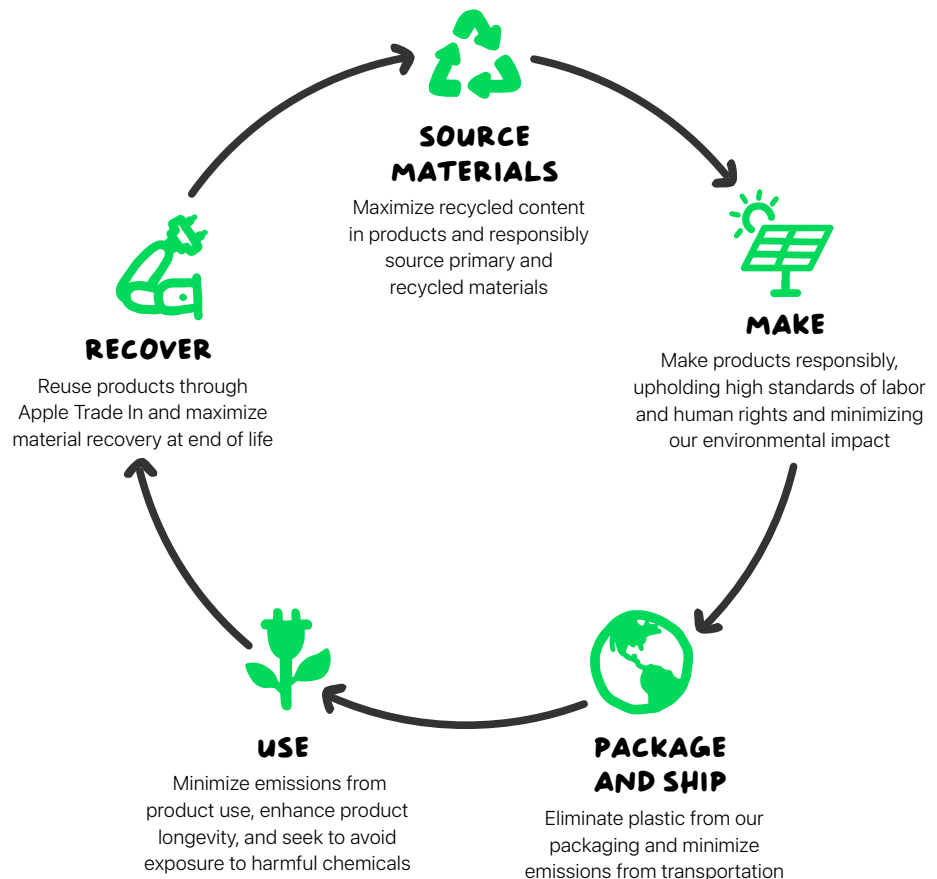 SOURCE
MATERIALS
Maximize recycled content
in products and responsibly
source primary and
recycled materials
MAKE
Make products responsibly,
upholding high standards of labor
and human rights and minimizing
our environmental impact
PACKAGE
AND SHIP
Eliminate plastic from our
packaging and minimize
emissions from transportation
USE
Minimize emissions from
product use, enhance product
longevity, and seek to avoid
exposure to harmful chemicals
RECOVER
Reuse products through
Apple Trade In and maximize
material recovery at end of life